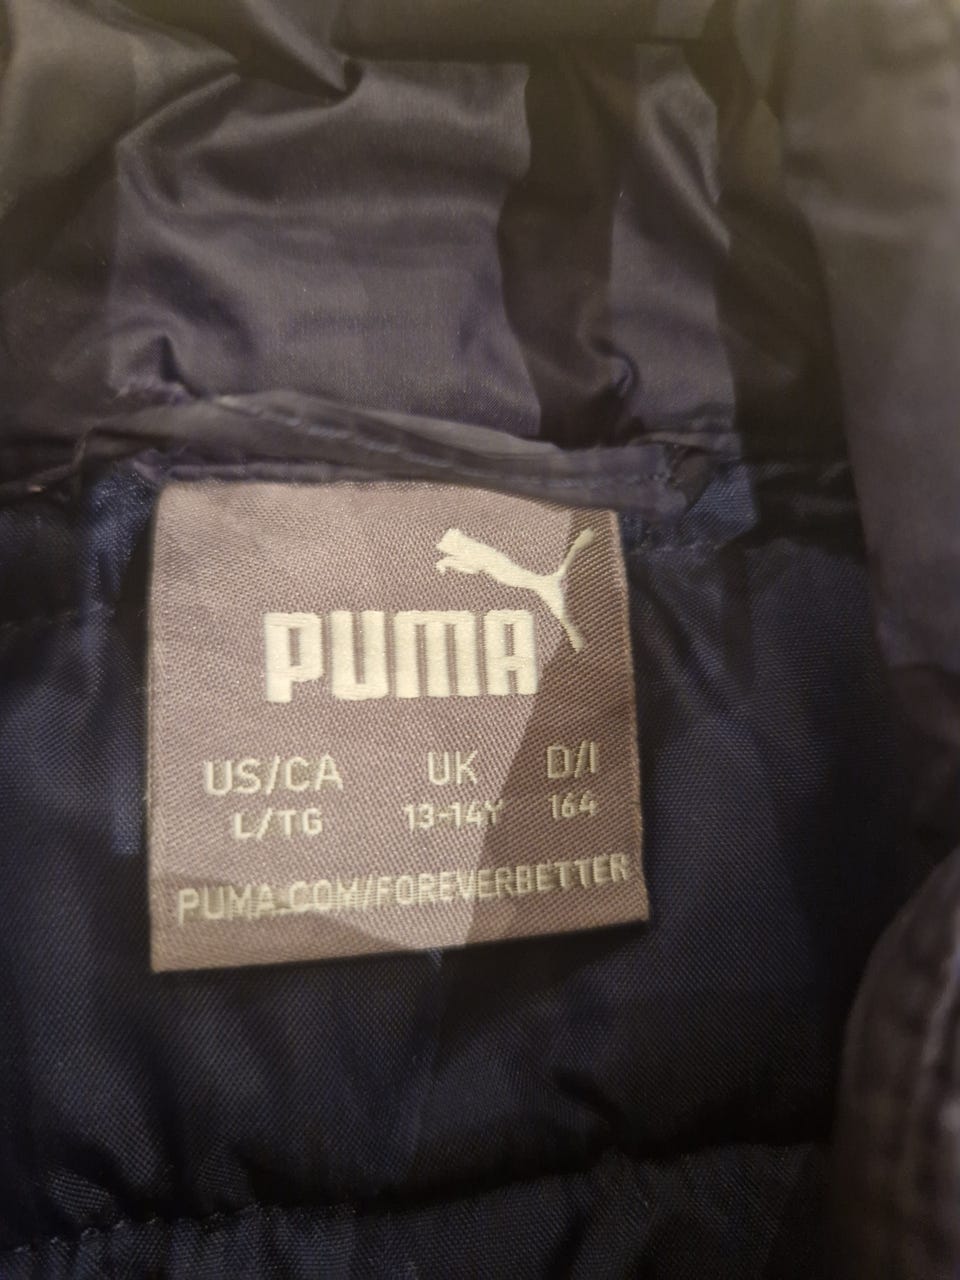 PUMA
US/CA UK D/I
L/TG 13-14Y 164
PUMA.COM/FOREVERBETTER